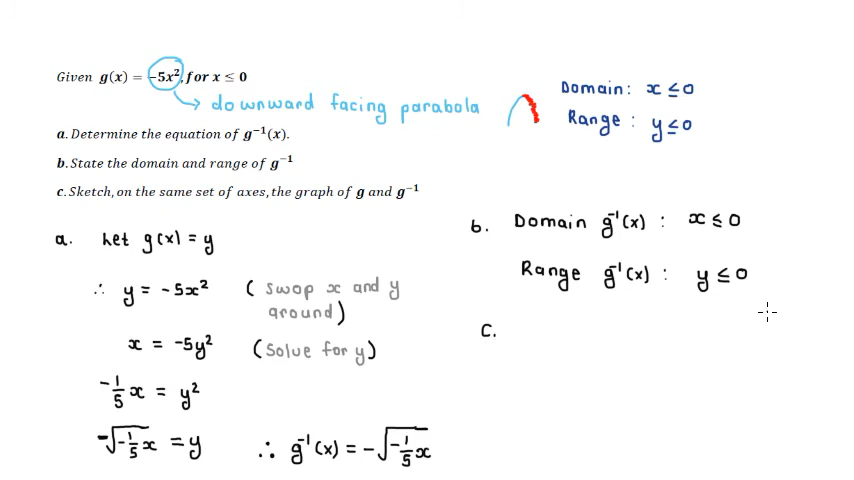 Given g(x) = −5x², for x ≤ 0
→ downward facing parabola
Domain: x ≤ 0
Range: y ≤ 0
a. Determine the equation of g⁻¹(x).
b. State the domain and range of g⁻¹
c. Sketch, on the same set of axes, the graph of g and g⁻¹
a. Let g(x) = y
∴ y = -5x² (swop x and y
around)
x = -5y² (Solve for y)
-1/5 x = y²
-√(-1/5 x) = y ∴ g⁻¹(x) = -√(-1/5 x)
b. Domain g⁻¹(x) : x ≤ 0
Range g⁻¹(x) : y ≤ 0
C.